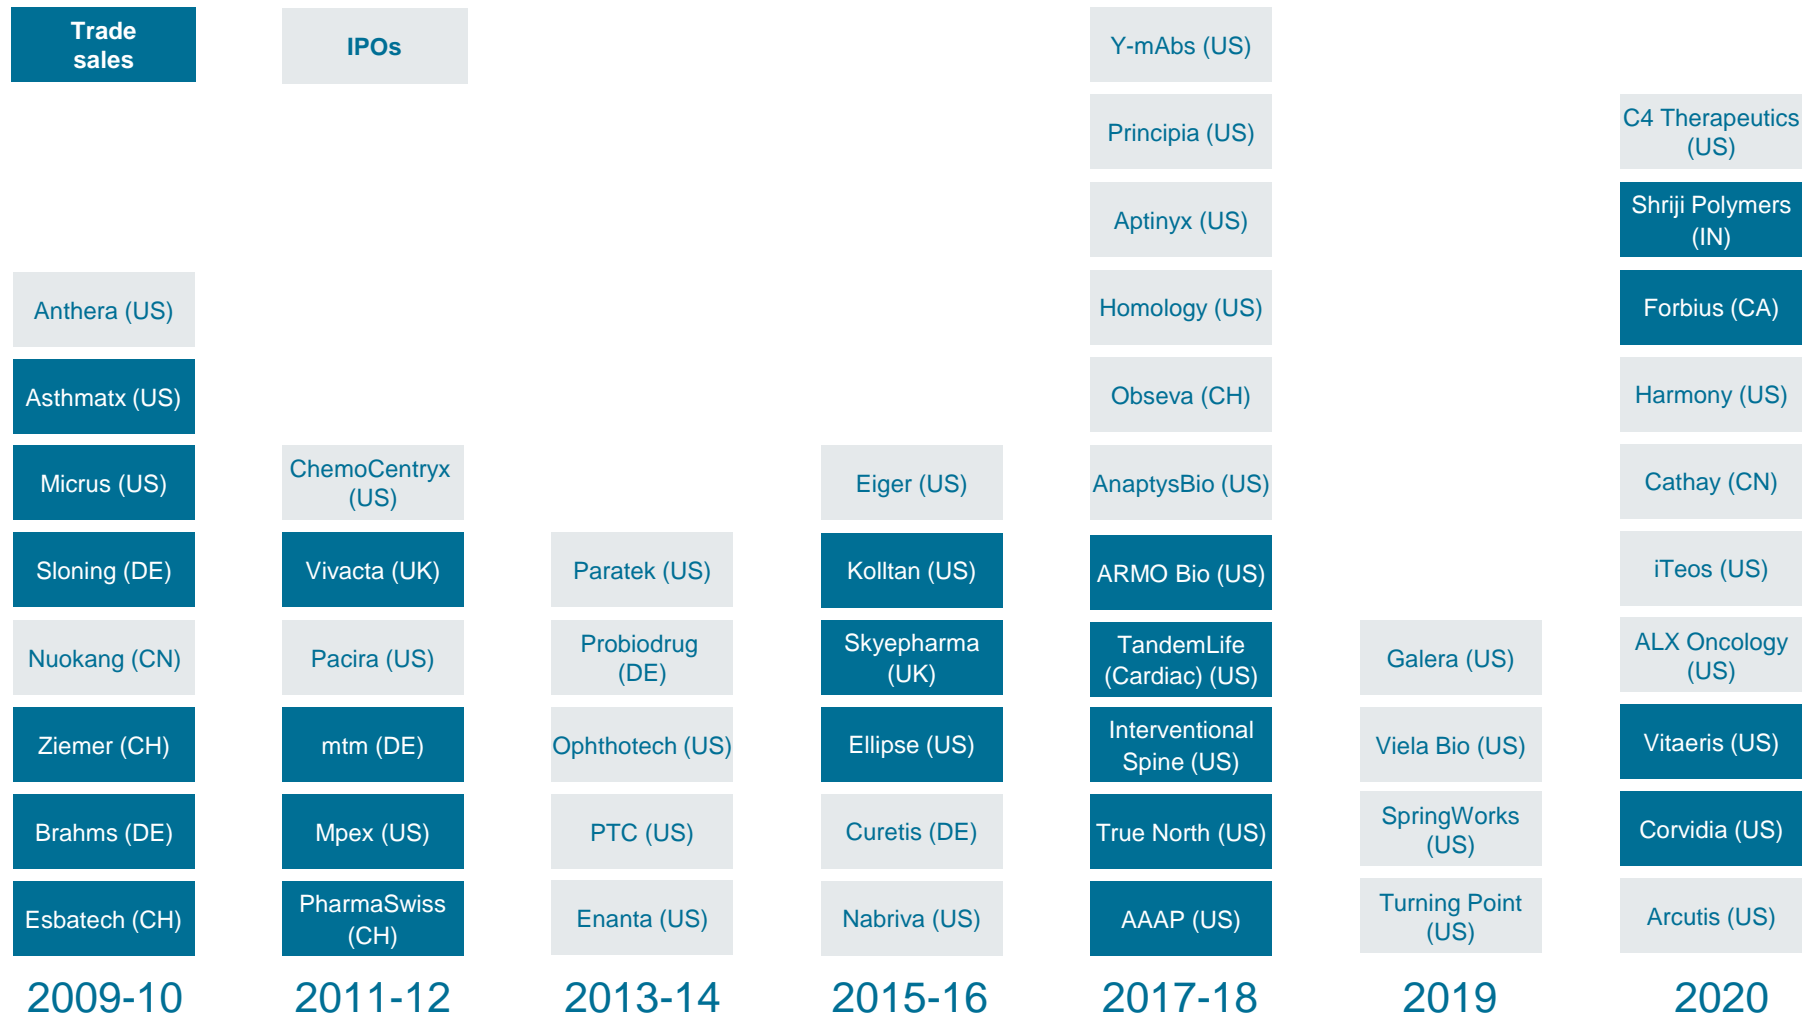 Trade
sales
IPOs
Anthera (US)
Asthmatx (US)
Micrus (US)
Sloning (DE)
Nuokang (CN)
Ziemer (CH)
Brahms (DE)
Esbatech (CH)
2009-10
ChemoCentryx
(US)
Vivacta (UK)
Pacira (US)
mtm (DE)
Mpex (US)
PharmaSwiss
(CH)
2011-12
Paratek (US)
Probiodrug
(DE)
Ophthotech (US)
PTC (US)
Enanta (US)
2013-14
Eiger (US)
Kolltan (US)
Skyepharma
(UK)
Ellipse (US)
Curetis (DE)
Nabriva (US)
2015-16
Y-mAbs (US)
Principia (US)
Aptinyx (US)
Homology (US)
Obseva (CH)
AnaptysBio (US)
ARMO Bio (US)
TandemLife
(Cardiac) (US)
Interventional
Spine (US)
True North (US)
AAAP (US)
2017-18
Galera (US)
Viela Bio (US)
SpringWorks
(US)
Turning Point
(US)
2019
C4 Therapeutics
(US)
Shriji Polymers
(IN)
Forbius (CA)
Harmony (US)
Cathay (CN)
iTeos (US)
ALX Oncology
(US)
Vitaeris (US)
Corvidia (US)
Arcutis (US)
2020